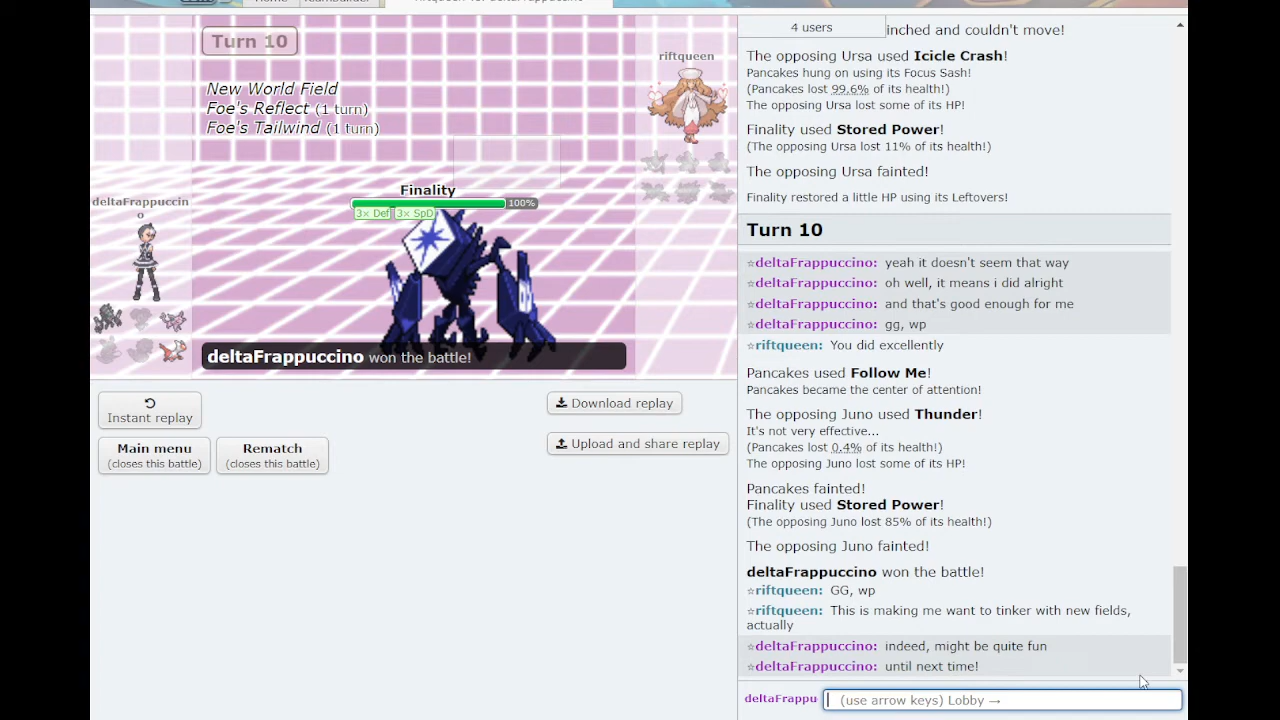 Home
Teambuilder
riftqueen vs. deltaFrappuccino
Turn 10
New World Field
Foe's Reflect (1 turn)
Foe's Tailwind (1 turn)
riftqueen
deltaFrappuccin
o
Finality
100%
3× Def 3× SpD
deltaFrappuccino won the battle!
Instant replay
Download replay
Upload and share replay
Main menu
(closes this battle)
Rematch
(closes this battle)
4 users
inched and couldn't move!
The opposing Ursa used Icicle Crash!
Pancakes hung on using its Focus Sash!
(Pancakes lost 99.6% of its health!)
The opposing Ursa lost some of its HP!
Finality used Stored Power!
(The opposing Ursa lost 11% of its health!)
The opposing Ursa fainted!
Finality restored a little HP using its Leftovers!
Turn 10
☆deltaFrappuccino: yeah it doesn't seem that way
☆deltaFrappuccino: oh well, it means i did alright
☆deltaFrappuccino: and that's good enough for me
☆deltaFrappuccino: gg, wp
☆riftqueen: You did excellently
Pancakes used Follow Me!
Pancakes became the center of attention!
The opposing Juno used Thunder!
It's not very effective...
(Pancakes lost 0.4% of its health!)
The opposing Juno lost some of its HP!
Pancakes fainted!
Finality used Stored Power!
(The opposing Juno lost 85% of its health!)
The opposing Juno fainted!
deltaFrappuccino won the battle!
☆riftqueen: GG, wp
☆riftqueen: This is making me want to tinker with new fields,
actually
☆deltaFrappuccino: indeed, might be quite fun
☆deltaFrappuccino: until next time!
deltaFrappu
(use arrow keys) Lobby →